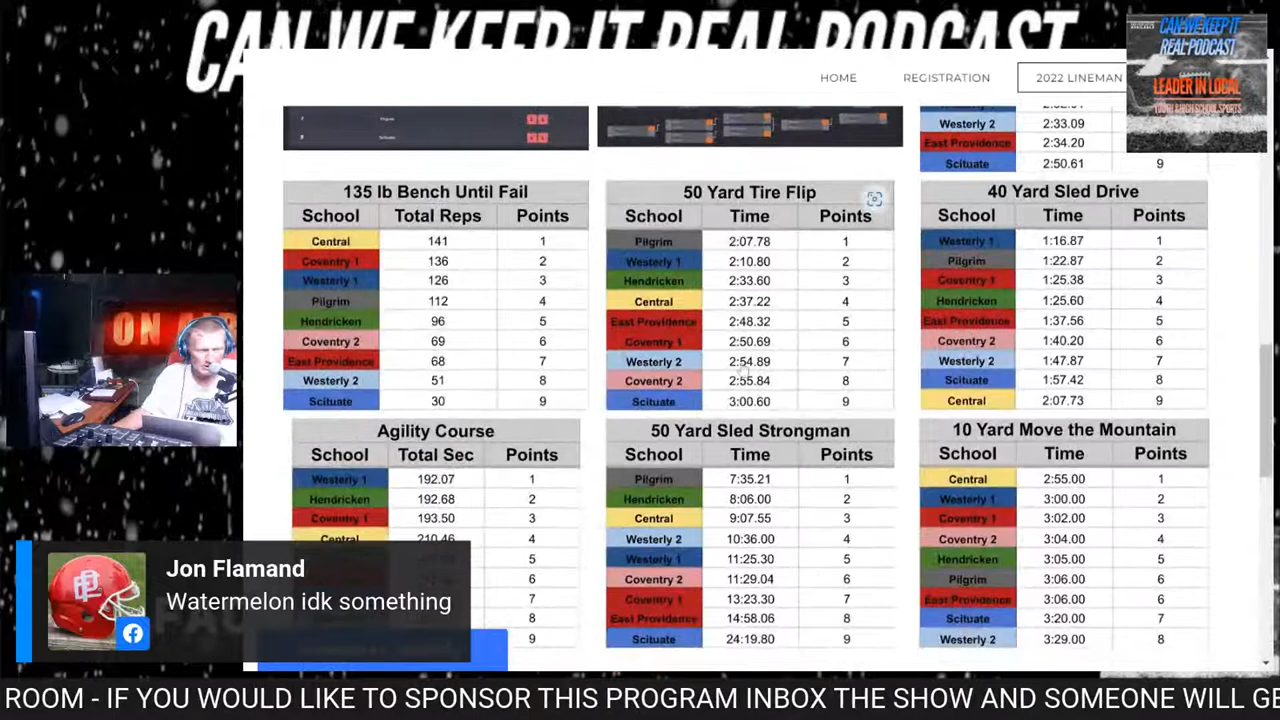 CAN WE KEEP IT REAL PODCAST
CAN WE KEEP IT
REAL PODCAST
LEADER IN LOCAL
YOUTH & HIGH SCHOOL SPORTS
HOME REGISTRATION 2022 LINEMAN
Pilgrim
8 Scituate
Westerly 2 2:33.09
East Providence 2:34.20
Scituate 2:50.61 9
135 lb Bench Until Fail
School Total Reps Points
Central 141 1
Coventry 1 136 2
Westerly 1 126 3
Pilgrim 112 4
Hendricken 96 5
Coventry 2 69 6
East Providence 68 7
Westerly 2 51 8
Scituate 30 9
50 Yard Tire Flip
School Time Points
Pilgrim 2:07.78 1
Westerly 1 2:10.80 2
Hendricken 2:33.60 3
Central 2:37.22 4
East Providence 2:48.32 5
Coventry 1 2:50.69 6
Westerly 2 2:54.89 7
Coventry 2 2:55.84 8
Scituate 3:00.60 9
40 Yard Sled Drive
School Time Points
Westerly 1 1:16.87 1
Pilgrim 1:22.87 2
Coventry 1 1:25.38 3
Hendricken 1:25.60 4
East Providence 1:37.56 5
Coventry 2 1:40.20 6
Westerly 2 1:47.87 7
Scituate 1:57.42 8
Central 2:07.73 9
Agility Course
School Total Sec Points
Westerly 1 192.07 1
Hendricken 192.68 2
Coventry 1 193.50 3
Central 210.46 4
5
6
7
8
9
50 Yard Sled Strongman
School Time Points
Pilgrim 7:35.21 1
Hendricken 8:06.00 2
Central 9:07.55 3
Westerly 2 10:36.00 4
Westerly 1 11:25.30 5
Coventry 2 11:29.04 6
Coventry 1 13:23.30 7
East Providence 14:58.06 8
Scituate 24:19.80 9
10 Yard Move the Mountain
School Time Points
Central 2:55.00 1
Westerly 1 3:00.00 2
Coventry 1 3:02.00 3
Coventry 2 3:04.00 4
Hendricken 3:05.00 5
Pilgrim 3:06.00 6
East Providence 3:06.00 6
Scituate 3:20.00 7
Westerly 2 3:29.00 8
ON A
Jon Flamand
Watermelon idk something
ROOM - IF YOU WOULD LIKE TO SPONSOR THIS PROGRAM INBOX THE SHOW AND SOMEONE WILL GE